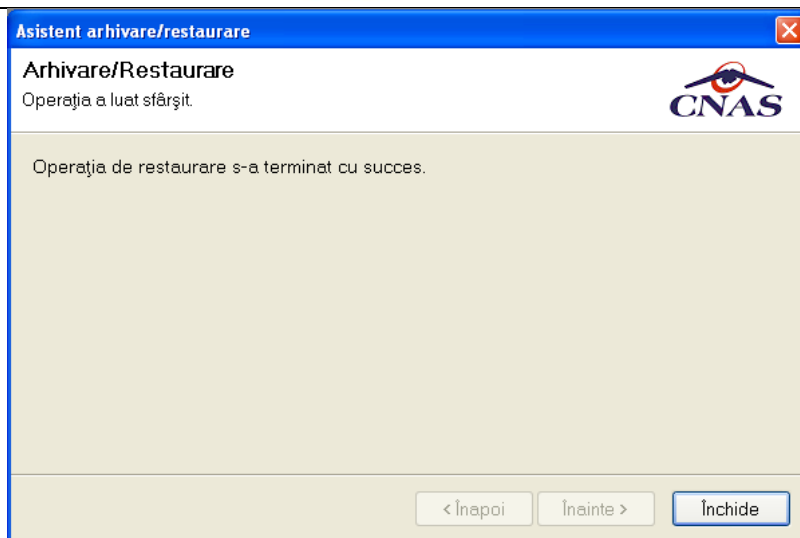 Asistent arhivare/restaurare
Arhivare/Restaurare
Operaţia a luat sfârşit.
CNAS
Operaţia de restaurare s-a terminat cu succes.
< Înapoi
Înainte >
Închide